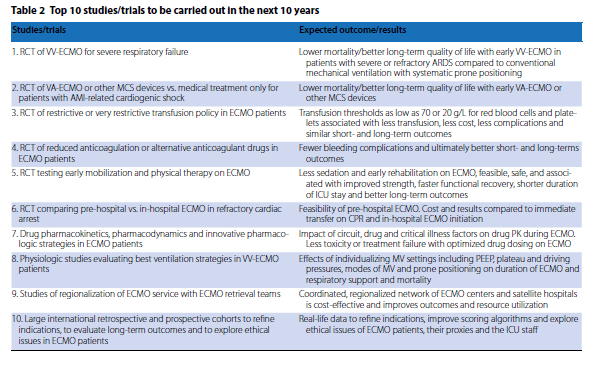 Table 2 Top 10 studies/trials to be carried out in the next 10 years
Studies/trials Expected outcome/results
1. RCT of VV-ECMO for severe respiratory failure Lower mortality/better long-term quality of life with early VV-ECMO in
patients with severe or refractory ARDS compared to conventional
mechanical ventilation with systematic prone positioning
2. RCT of VA-ECMO or other MCS devices vs. medical treatment only for Lower mortality/better long-term quality of life with early VA-ECMO or
patients with AMI-related cardiogenic shock other MCS devices
3. RCT of restrictive or very restrictive transfusion policy in ECMO patients Transfusion thresholds as low as 70 or 20 g/L for red blood cells and plate-
lets associated with less transfusion, less cost, less complications and
similar short- and long-term outcomes
4. RCT of reduced anticoagulation or alternative anticoagulant drugs in Fewer bleeding complications and ultimately better short- and long-terms
ECMO patients outcomes
5. RCT testing early mobilization and physical therapy on ECMO Less sedation and early rehabilitation on ECMO, feasible, safe, and associ-
ated with improved strength, faster functional recovery, shorter duration
of ICU stay and better long-term outcomes
6. RCT comparing pre-hospital vs. in-hospital ECMO in refractory cardiac Feasibility of pre-hospital ECMO. Cost and results compared to immediate
arrest transfer on CPR and in-hospital ECMO initiation
7. Drug pharmacokinetics, pharmacodynamics and innovative pharmaco- Impact of circuit, drug and critical illness factors on drug PK during ECMO.
logic strategies in ECMO patients Less toxicity or treatment failure with optimized drug dosing on ECMO
8. Physiologic studies evaluating best ventilation strategies in VV-ECMO Effects of individualizing MV settings including PEEP, plateau and driving
patients pressures, modes of MV and prone positioning on duration of ECMO and
respiratory support and mortality
9. Studies of regionalization of ECMO service with ECMO retrieval teams Coordinated, regionalized network of ECMO centers and satellite hospitals
is cost-effective and improves outcomes and resource utilization
10. Large international retrospective and prospective cohorts to refine Real-life data to refine indications, improve scoring algorithms and explore
indications, to evaluate long-term outcomes and to explore ethical ethical issues of ECMO patients, their proxies and the ICU staff
issues in ECMO patients